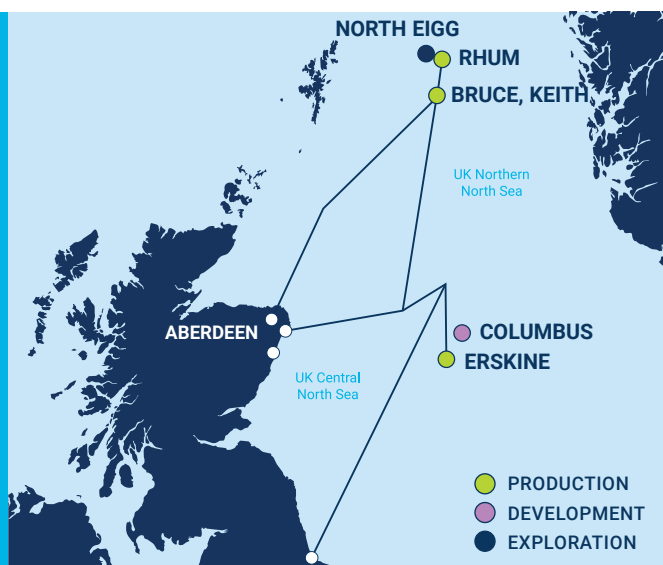 NORTH EIGG
RHUM
BRUCE, KEITH
UK Northern
North Sea
ABERDEEN
COLUMBUS
ERSKINE
UK Central
North Sea
PRODUCTION
DEVELOPMENT
EXPLORATION